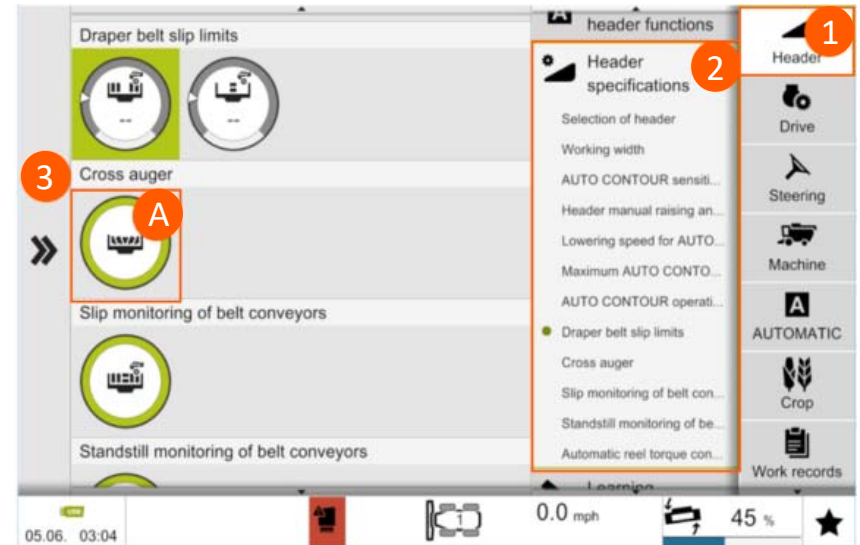 Draper belt slip limits
--
--
Cross auger
3
A
Slip monitoring of belt conveyors
Standstill monitoring of belt conveyors
A
header functions
2
Header
specifications
Selection of header
Working width
AUTO CONTOUR sensiti...
Header manual raising an...
Lowering speed for AUTO...
Maximum AUTO CONTO...
AUTO CONTOUR operati...
Draper belt slip limits
Cross auger
Slip monitoring of belt con...
Standstill monitoring of be...
Automatic reel torque con...
Learning
1
Header
Drive
Steering
Machine
A
AUTOMATIC
Crop
Work records
05.06. 03:04
1
0.0 mph
45 %